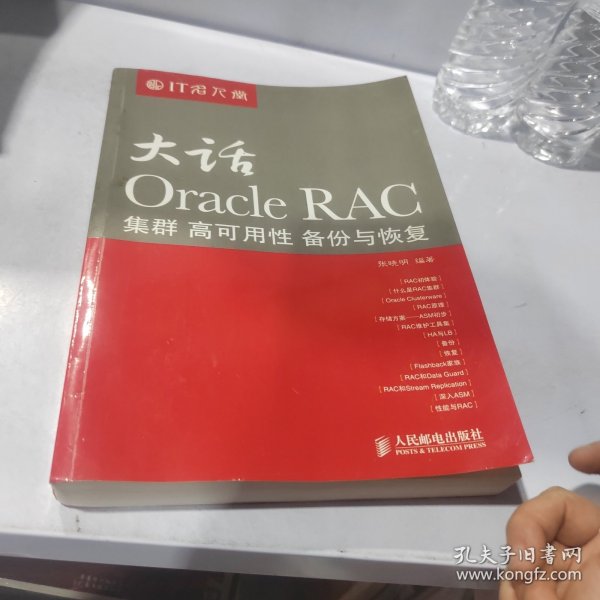 IT名人堂
大话
Oracle RAC
集群 高可用性 备份与恢复
张晓明 编著
[RAC初体验]
[什么是RAC集群]
[Oracle Clusterware]
[RAC原理]
[存储方案——ASM初步]
[RAC维护工具集]
[HA与LB]
[备份]
[恢复]
[Flashback家族]
[RAC和Data Guard]
[RAC和Stream Replication]
[深入ASM]
[性能与RAC]
人民邮电出版社
POSTS & TELECOM PRESS
孔夫子旧书网
www.kongfz.com